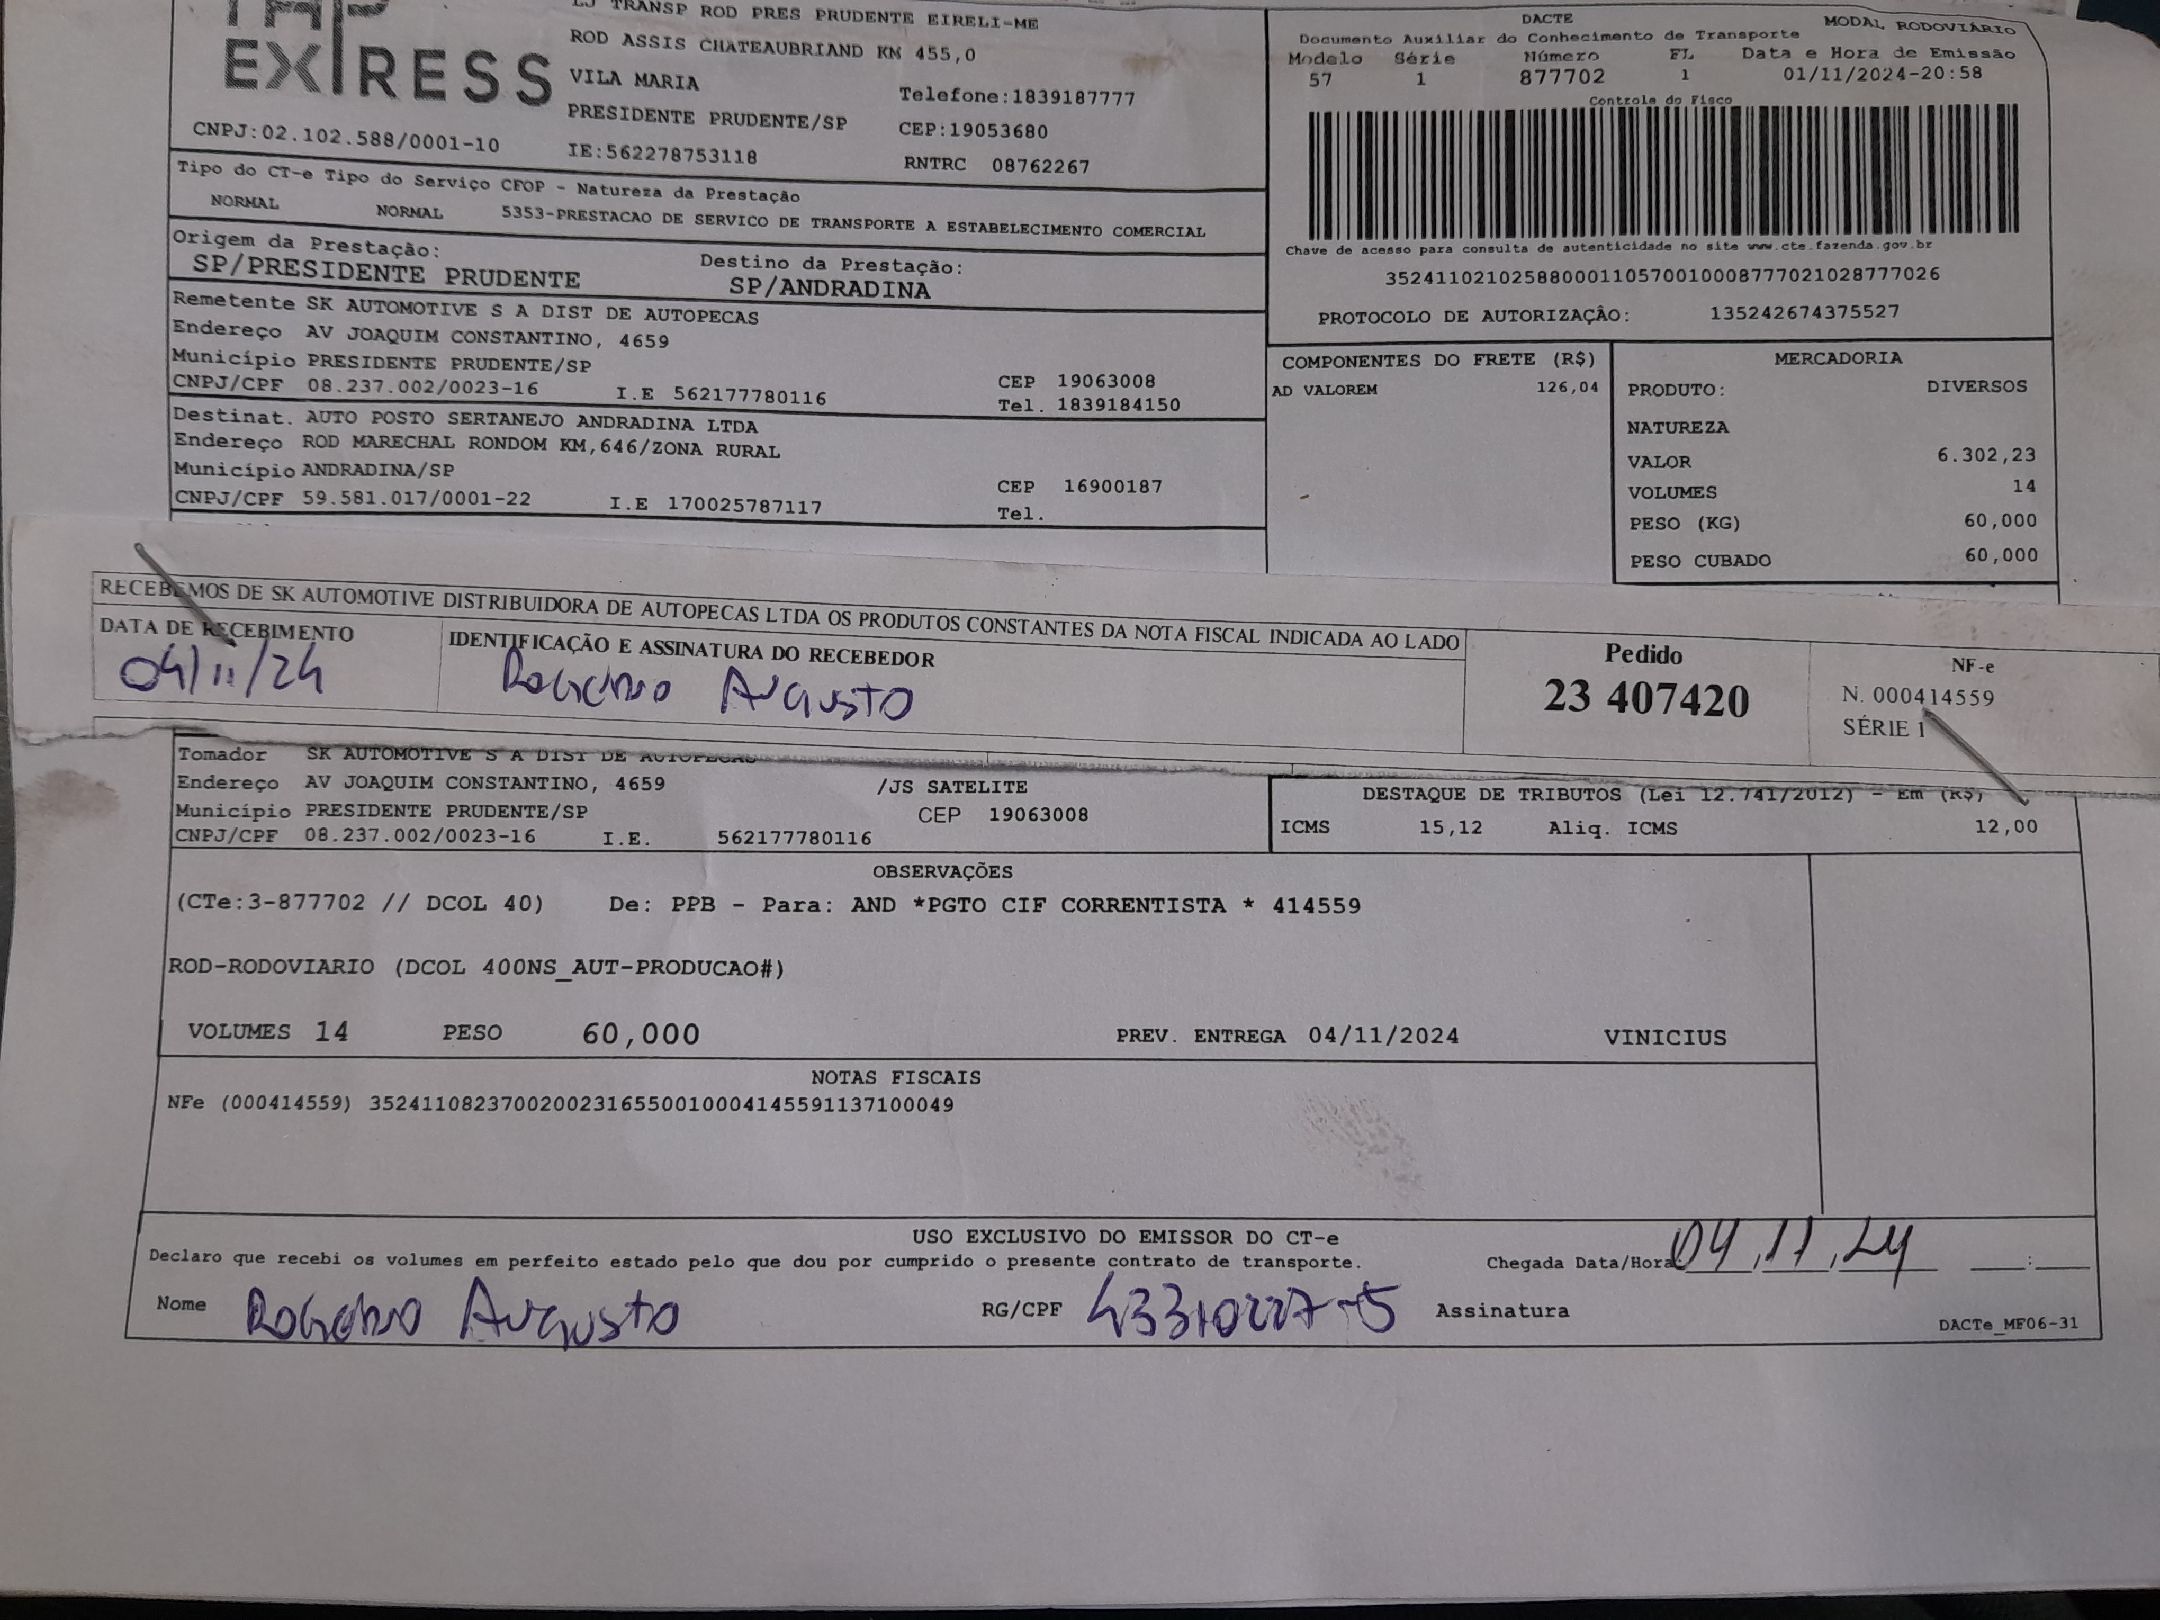 EXPRESS
LJ TRANSP ROD PRES PRUDENTE EIRELI-ME
ROD ASSIS CHATEAUBRIAND KM 455,0
VILA MARIA
Telefone:1839187777
PRESIDENTE PRUDENTE/SP
CEP:19053680
CNPJ:02.102.588/0001-10
IE:562278753118
RNTRC 08762267
DACTE
MODAL RODOVIÁRIO
Documento Auxiliar do Conhecimento de Transporte
Modelo Série Número FL Data e Hora de Emissão
57 1 877702 1 01/11/2024-20:58
Controle do Fisco
Chave de acesso para consulta de autenticidade no site www.cte.fazenda.gov.br
35241102102588000110570010008777021028777026
PROTOCOLO DE AUTORIZAÇÃO: 135242674375527
Tipo do CT-e Tipo do Serviço CFOP - Natureza da Prestação
NORMAL NORMAL 5353-PRESTACAO DE SERVICO DE TRANSPORTE A ESTABELECIMENTO COMERCIAL
Origem da Prestação: Destino da Prestação:
SP/PRESIDENTE PRUDENTE SP/ANDRADINA
Remetente SK AUTOMOTIVE S A DIST DE AUTOPECAS
Endereço AV JOAQUIM CONSTANTINO, 4659
Município PRESIDENTE PRUDENTE/SP CEP 19063008
CNPJ/CPF 08.237.002/0023-16 I.E 562177780116 Tel. 1839184150
Destinat. AUTO POSTO SERTANEJO ANDRADINA LTDA
Endereço ROD MARECHAL RONDOM KM,646/ZONA RURAL
Município ANDRADINA/SP CEP 16900187
CNPJ/CPF 59.581.017/0001-22 I.E 170025787117 Tel.
COMPONENTES DO FRETE (R$)
AD VALOREM 126,04
MERCADORIA
PRODUTO: DIVERSOS
NATUREZA
VALOR 6.302,23
VOLUMES 14
PESO (KG) 60,000
PESO CUBADO 60,000
RECEBEMOS DE SK AUTOMOTIVE DISTRIBUIDORA DE AUTOPECAS LTDA OS PRODUTOS CONSTANTES DA NOTA FISCAL INDICADA AO LADO
DATA DE RECEBIMENTO
04/11/24
IDENTIFICAÇÃO E ASSINATURA DO RECEBEDOR
Augusto
Pedido
23 407420
NF-e
N. 000414559
SÉRIE 1
Tomador SK AUTOMOTIVE S A DIST DE AUTOPECAS
Endereço AV JOAQUIM CONSTANTINO, 4659 /JS SATELITE
Município PRESIDENTE PRUDENTE/SP CEP 19063008
CNPJ/CPF 08.237.002/0023-16 I.E. 562177780116
DESTAQUE DE TRIBUTOS (Lei 12.741/2012) - Em (R$)
ICMS 15,12 Aliq. ICMS 12,00
OBSERVAÇÕES
(CTe:3-877702 // DCOL 40) De: PPB - Para: AND *PGTO CIF CORRENTISTA * 414559
ROD-RODOVIARIO (DCOL 400NS_AUT-PRODUCAO#)
VOLUMES 14 PESO 60,000 PREV. ENTREGA 04/11/2024 VINICIUS
NOTAS FISCAIS
NFe (000414559) 35241108237002002316550010004145591137100049
USO EXCLUSIVO DO EMISSOR DO CT-e
Declaro que recebi os volumes em perfeito estado pelo que dou por cumprido o presente contrato de transporte. Chegada Data/Hora: 04,11,24 :
Nome Augusto RG/CPF 43310227-5 Assinatura
DACTe_MF06-31